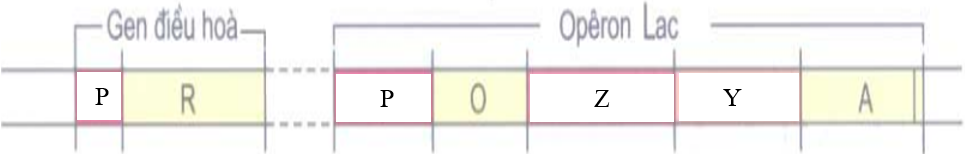 Gen điều hoà Opêron Lac
P R P O Z Y A